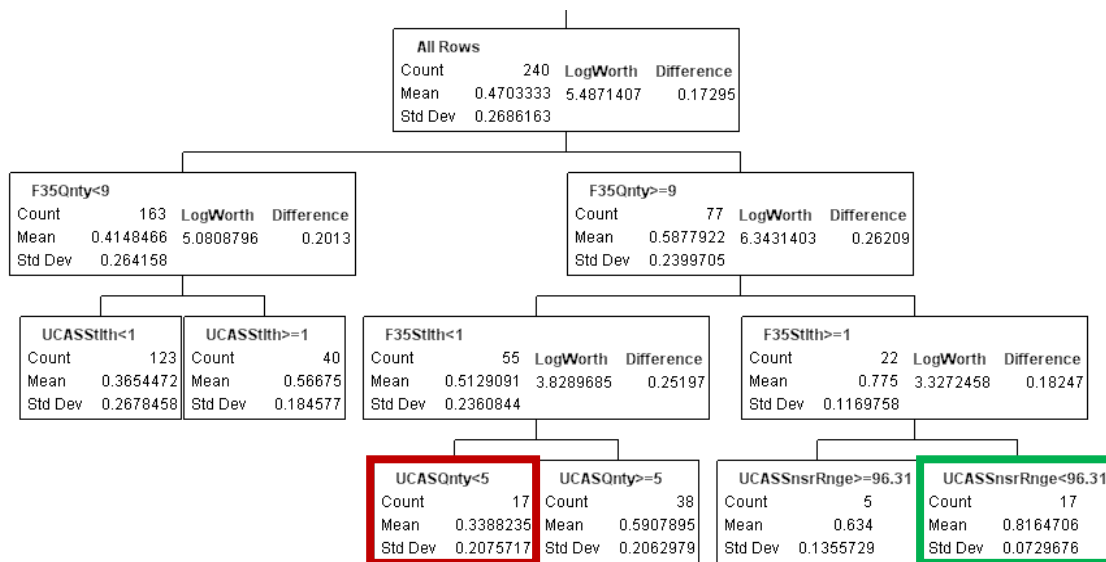 All Rows
Count 240 LogWorth Difference
Mean 0.4703333 5.4871407 0.17295
Std Dev 0.2686163
F35Qnty<9
Count 163 LogWorth Difference
Mean 0.4148466 5.0808796 0.2013
Std Dev 0.264158
F35Qnty>=9
Count 77 LogWorth Difference
Mean 0.5877922 6.3431403 0.26209
Std Dev 0.2399705
UCASStlth<1
Count 123
Mean 0.3654472
Std Dev 0.2678458
UCASStlth>=1
Count 40
Mean 0.56675
Std Dev 0.184577
F35Stlth<1
Count 55 LogWorth Difference
Mean 0.5129091 3.8289685 0.25197
Std Dev 0.2360844
F35Stlth>=1
Count 22 LogWorth Difference
Mean 0.775 3.3272458 0.18247
Std Dev 0.1169758
UCASQnty<5
Count 17
Mean 0.3388235
Std Dev 0.2075717
UCASQnty>=5
Count 38
Mean 0.5907895
Std Dev 0.2062979
UCASSnsrRnge>=96.31
Count 5
Mean 0.634
Std Dev 0.1355729
UCASSnsrRnge<96.31
Count 17
Mean 0.8164706
Std Dev 0.0729676